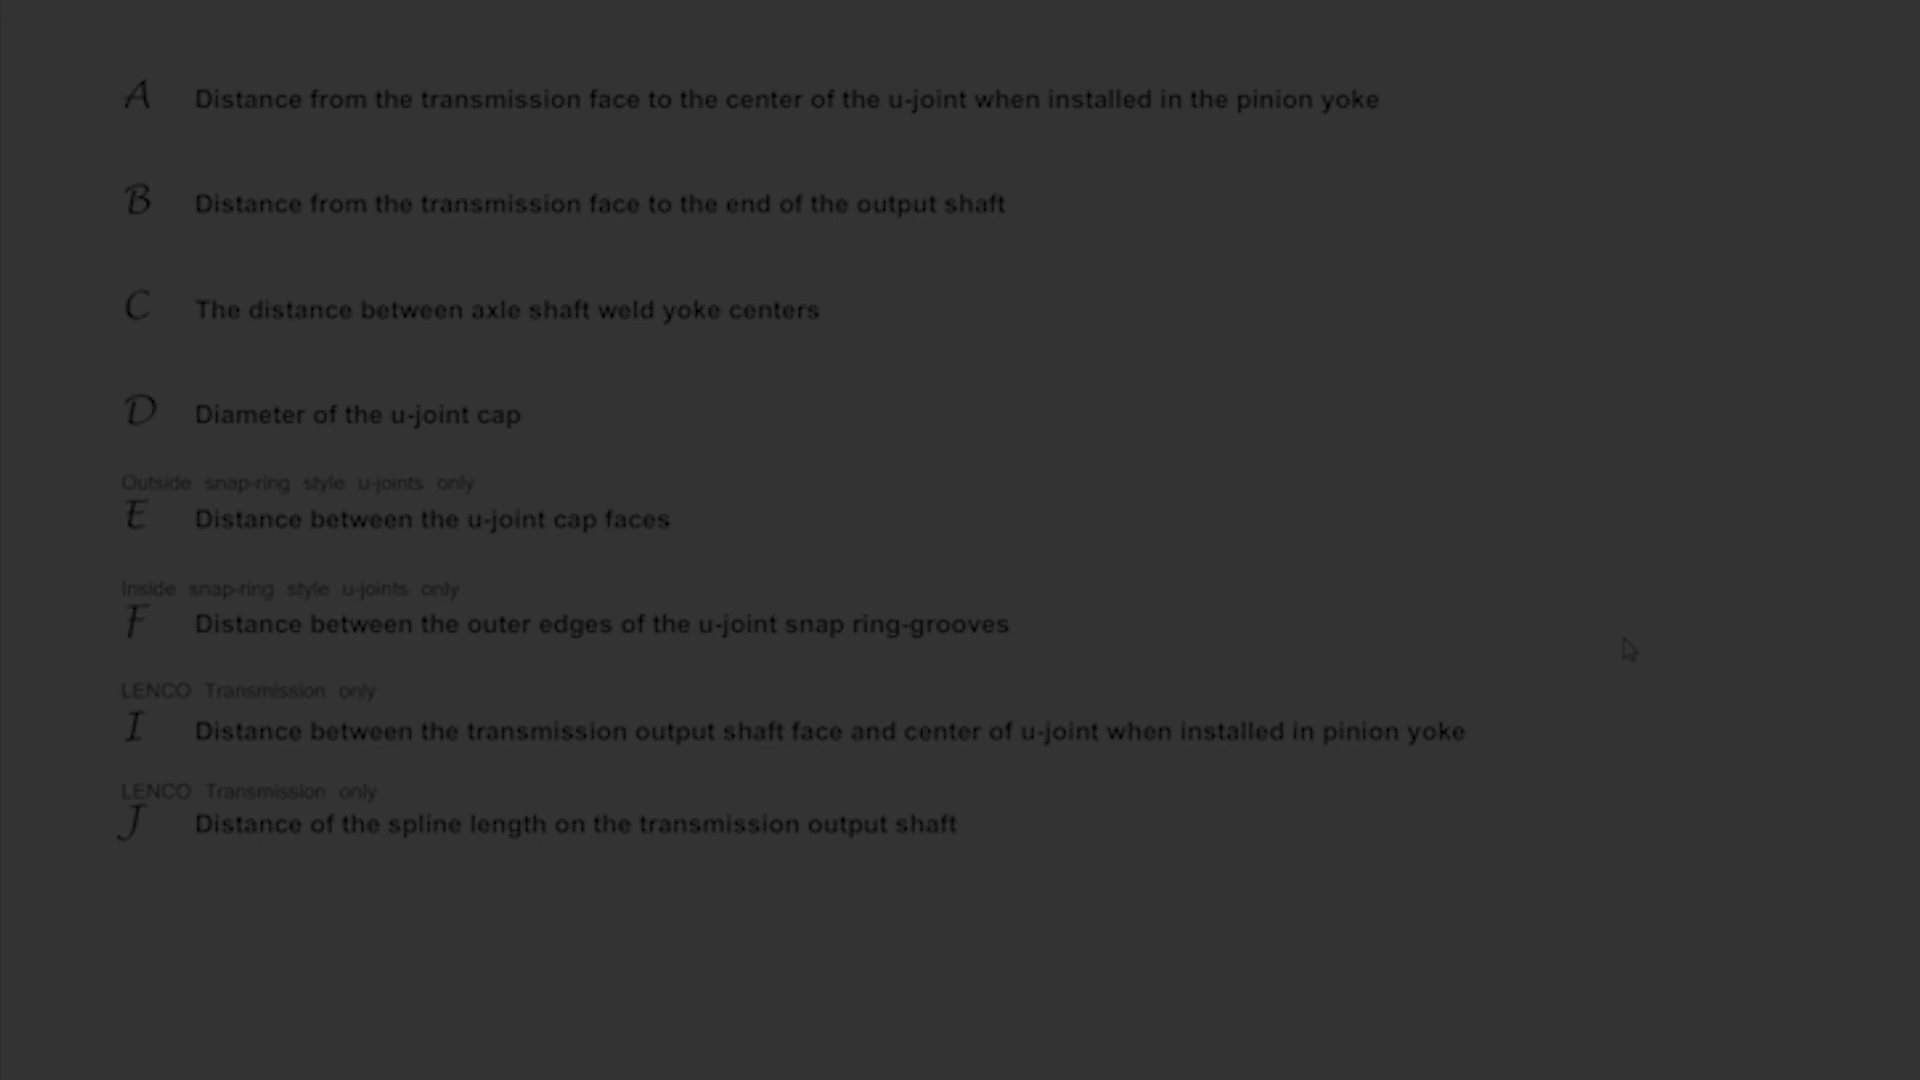 A Distance from the transmission face to the center of the u-joint when installed in the pinion yoke
B Distance from the transmission face to the end of the output shaft
C The distance between axle shaft weld yoke centers
D Diameter of the u-joint cap
Outside snap-ring style u-joints only
E Distance between the u-joint cap faces
Inside snap-ring style u-joints only
F Distance between the outer edges of the u-joint snap ring-grooves
LENCO Transmission only
I Distance between the transmission output shaft face and center of u-joint when installed in pinion yoke
LENCO Transmission only
J Distance of the spline length on the transmission output shaft